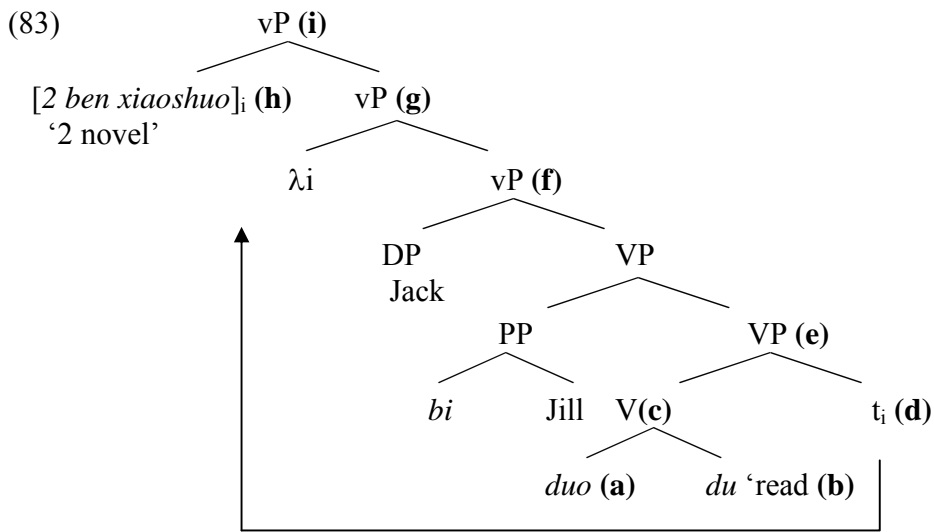 (83) vP (i)
[2 ben xiaoshuo]i (h) vP (g)
‘2 novel’
λi vP (f)
DP VP
Jack
PP VP (e)
bi Jill V(c) ti (d)
duo (a) du ‘read (b)